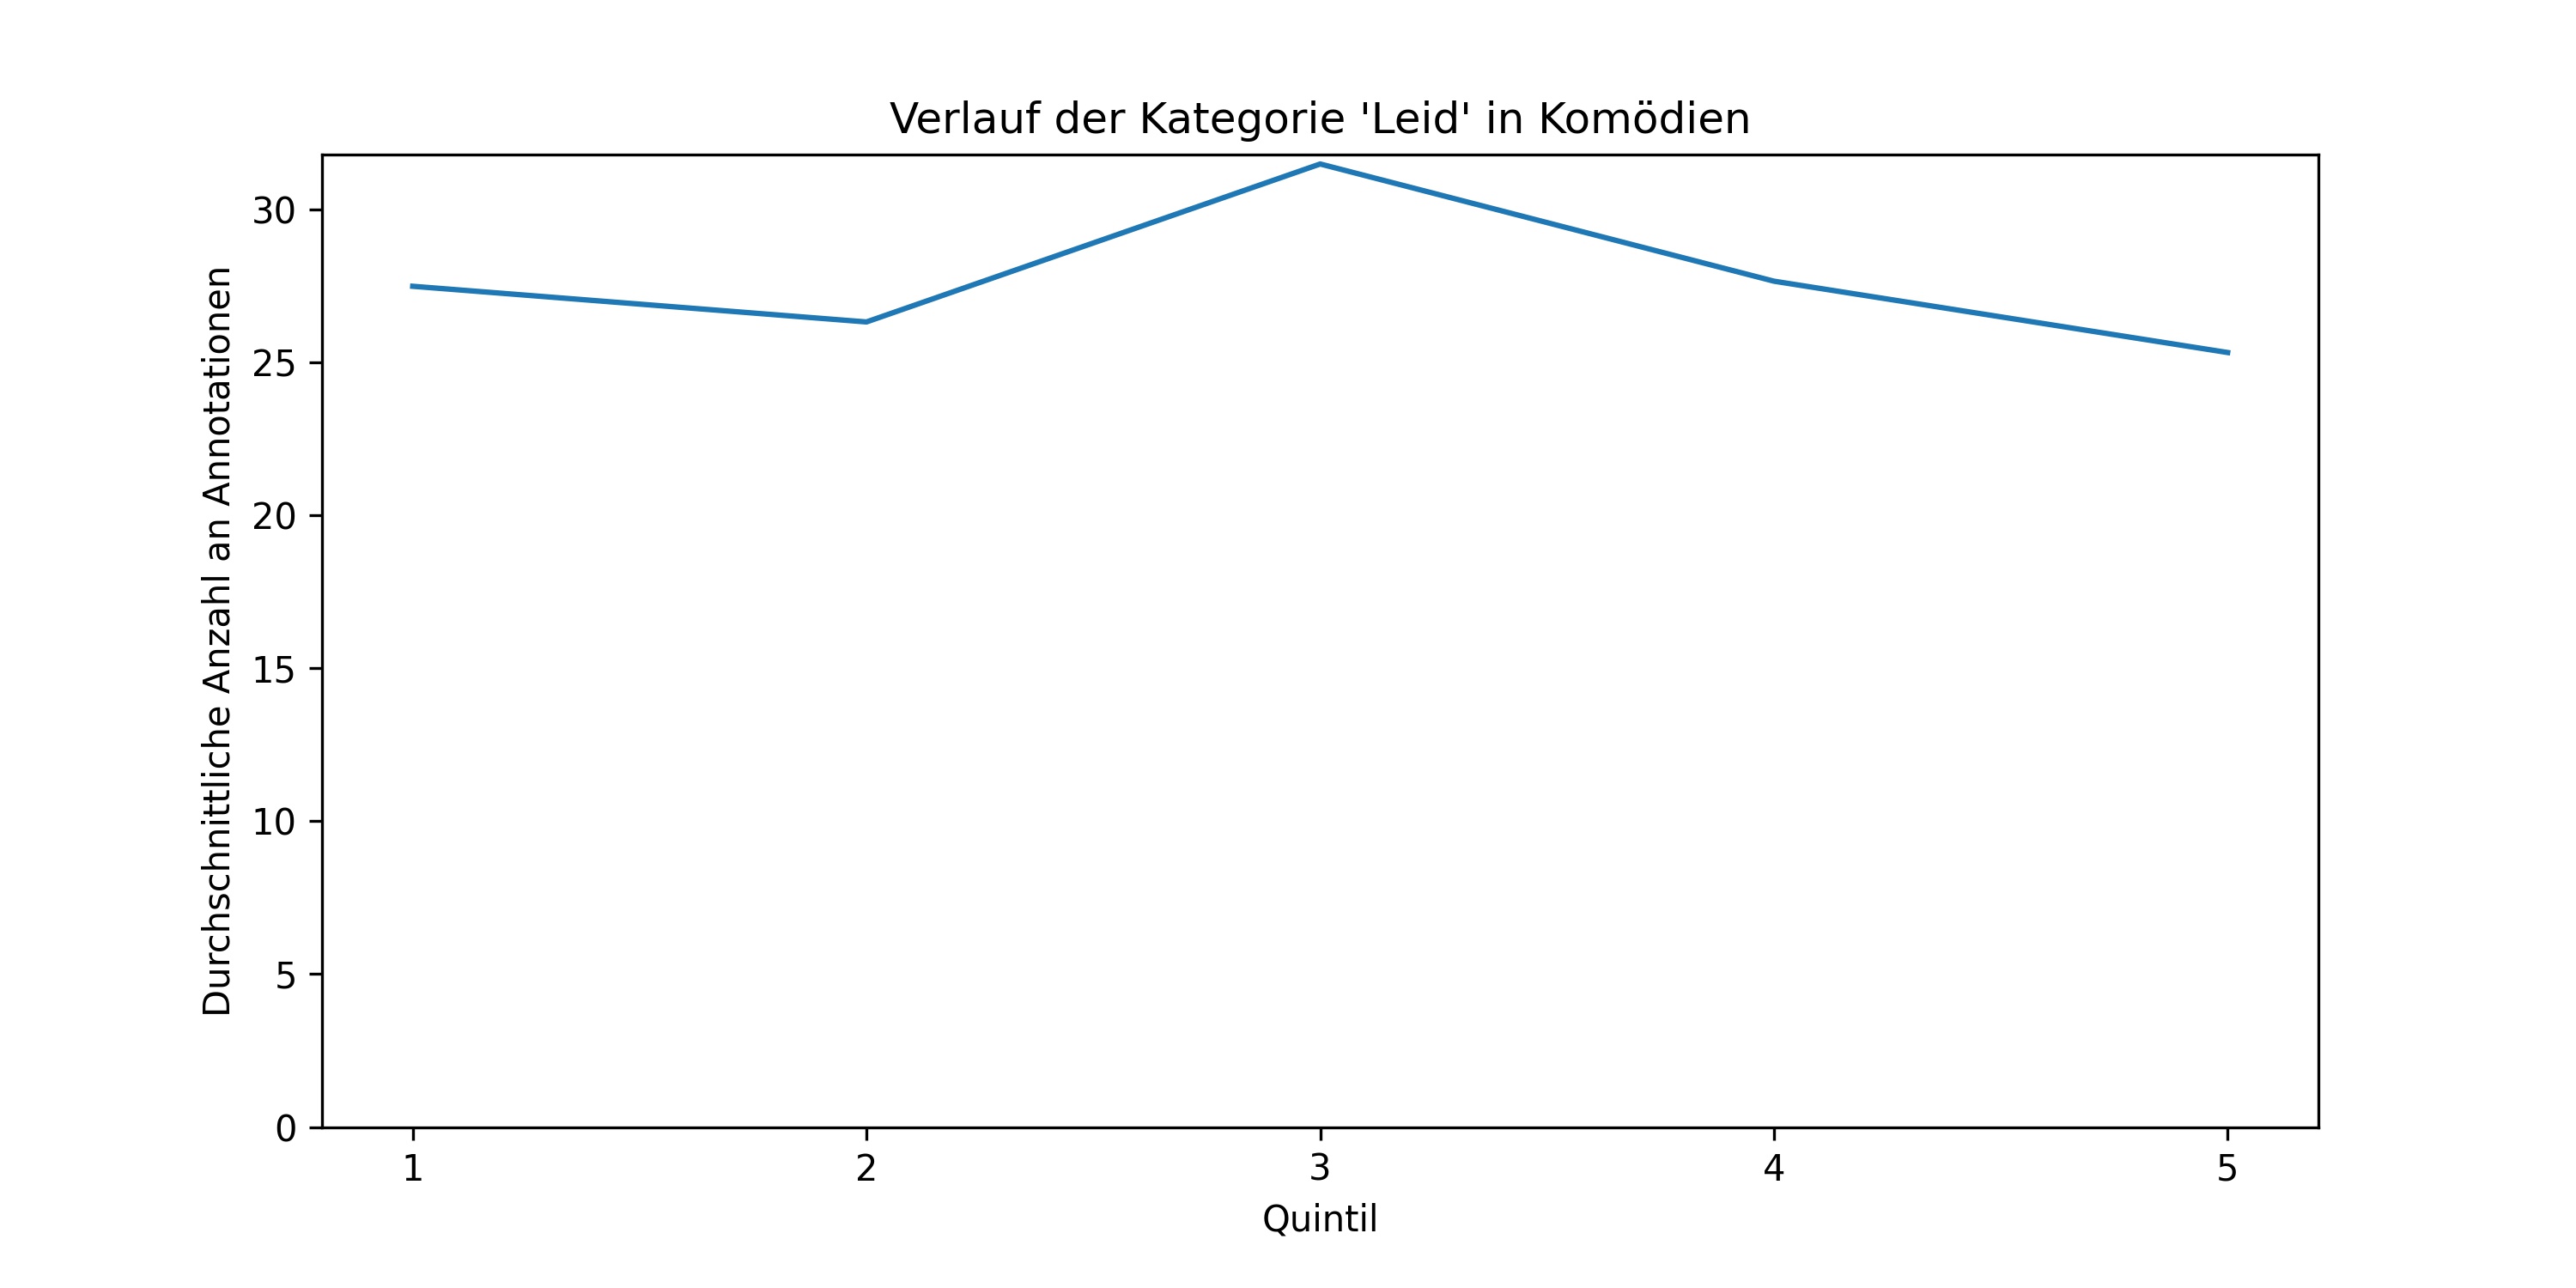 Verlauf der Kategorie 'Leid' in Komödien
Durchschnittliche Anzahl an Annotationen
30
25
20
15
10
5
0
1 2 3 4 5
Quintil